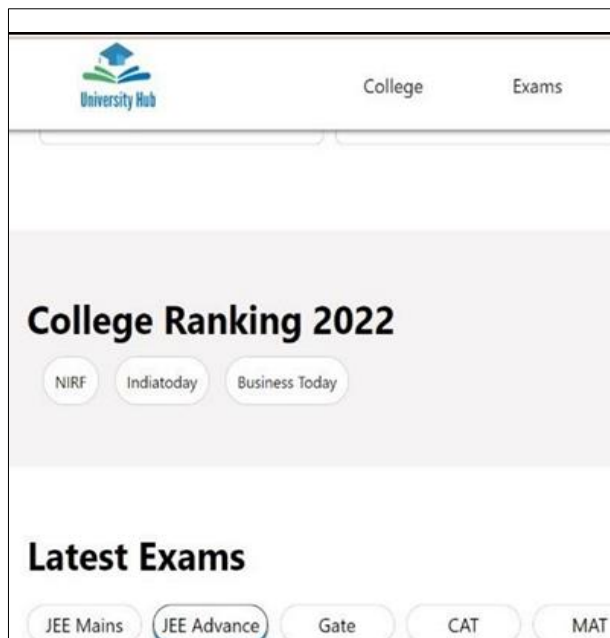 University Hub
College Exams
College Ranking 2022
NIRF Indiatoday Business Today
Latest Exams
JEE Mains JEE Advance Gate CAT MAT